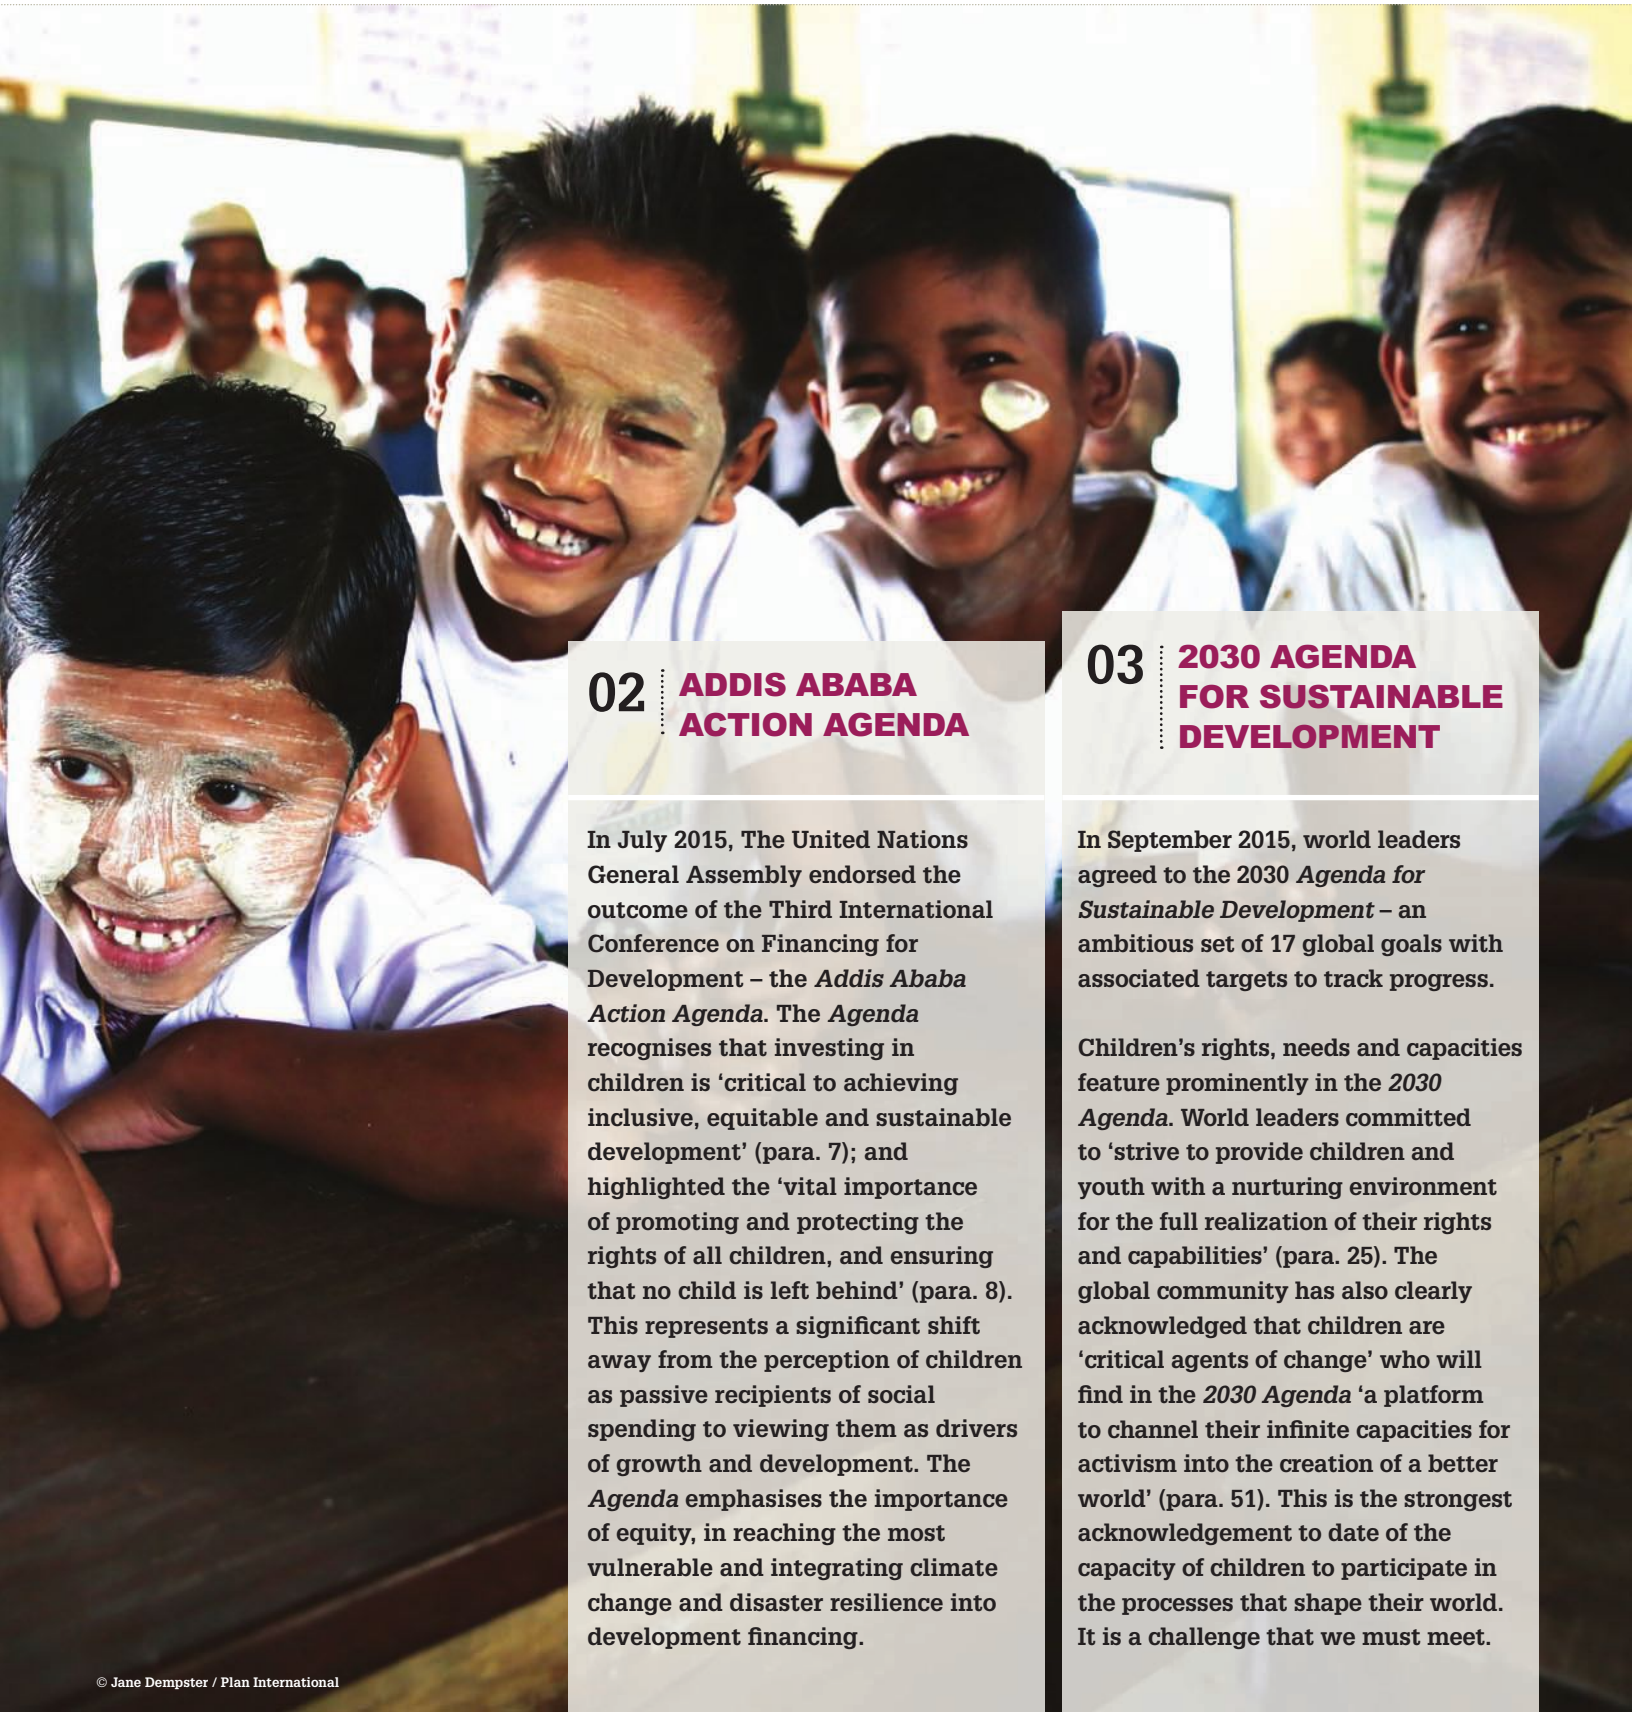 02
ADDIS ABABA
ACTION AGENDA
In July 2015, The United Nations
General Assembly endorsed the
outcome of the Third International
Conference on Financing for
Development – the Addis Ababa
Action Agenda. The Agenda
recognises that investing in
children is ‘critical to achieving
inclusive, equitable and sustainable
development’ (para. 7); and
highlighted the ‘vital importance
of promoting and protecting the
rights of all children, and ensuring
that no child is left behind’ (para. 8).
This represents a significant shift
away from the perception of children
as passive recipients of social
spending to viewing them as drivers
of growth and development. The
Agenda emphasises the importance
of equity, in reaching the most
vulnerable and integrating climate
change and disaster resilience into
development financing.
03
2030 AGENDA
FOR SUSTAINABLE
DEVELOPMENT
In September 2015, world leaders
agreed to the 2030 Agenda for
Sustainable Development – an
ambitious set of 17 global goals with
associated targets to track progress.
Children’s rights, needs and capacities
feature prominently in the 2030
Agenda. World leaders committed
to ‘strive to provide children and
youth with a nurturing environment
for the full realization of their rights
and capabilities’ (para. 25). The
global community has also clearly
acknowledged that children are
‘critical agents of change’ who will
find in the 2030 Agenda ‘a platform
to channel their infinite capacities for
activism into the creation of a better
world’ (para. 51). This is the strongest
acknowledgement to date of the
capacity of children to participate in
the processes that shape their world.
It is a challenge that we must meet.
© Jane Dempster / Plan International